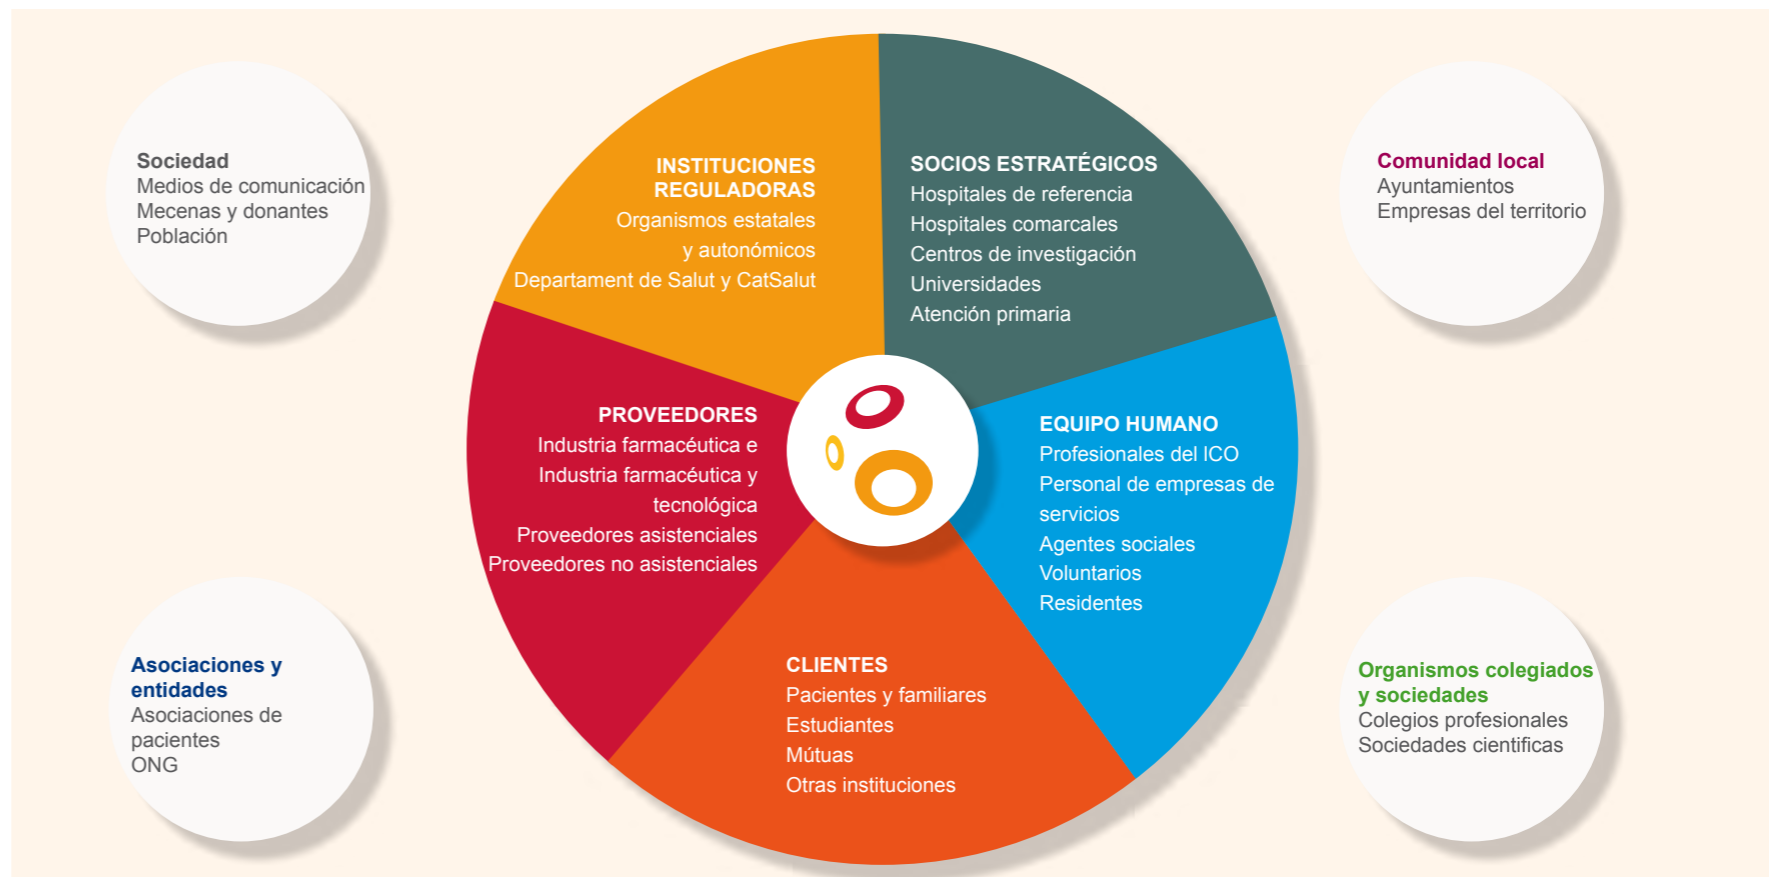 Sociedad
Medios de comunicación
Mecenas y donantes
Población
INSTITUCIONES
REGULADORAS
Organismos estatales
y autonómicos
Departament de Salut y CatSalut
SOCIOS ESTRATÉGICOS
Hospitales de referencia
Hospitales comarcales
Centros de investigación
Universidades
Atención primaria
Comunidad local
Ayuntamientos
Empresas del territorio
PROVEEDORES
Industria farmacéutica e
Industria farmacéutica y
tecnológica
Proveedores asistenciales
Proveedores no asistenciales
EQUIPO HUMANO
Profesionales del ICO
Personal de empresas de
servicios
Agentes sociales
Voluntarios
Residentes
Asociaciones y
entidades
Asociaciones de
pacientes
ONG
CLIENTES
Pacientes y familiares
Estudiantes
Mútuas
Otras instituciones
Organismos colegiados
y sociedades
Colegios profesionales
Sociedades cientificas